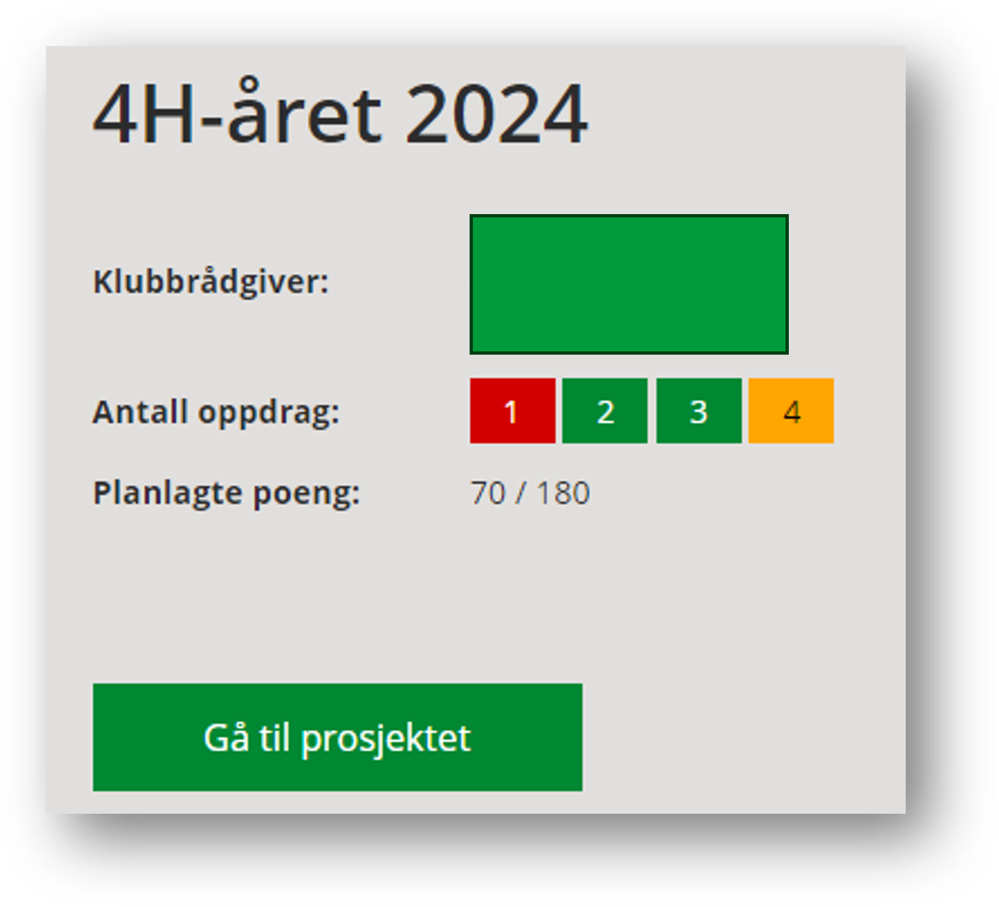 4H-året 2024
Klubbrådgiver:
Antall oppdrag: 1 2 3 4
Planlagte poeng: 70 / 180
Gå til prosjektet